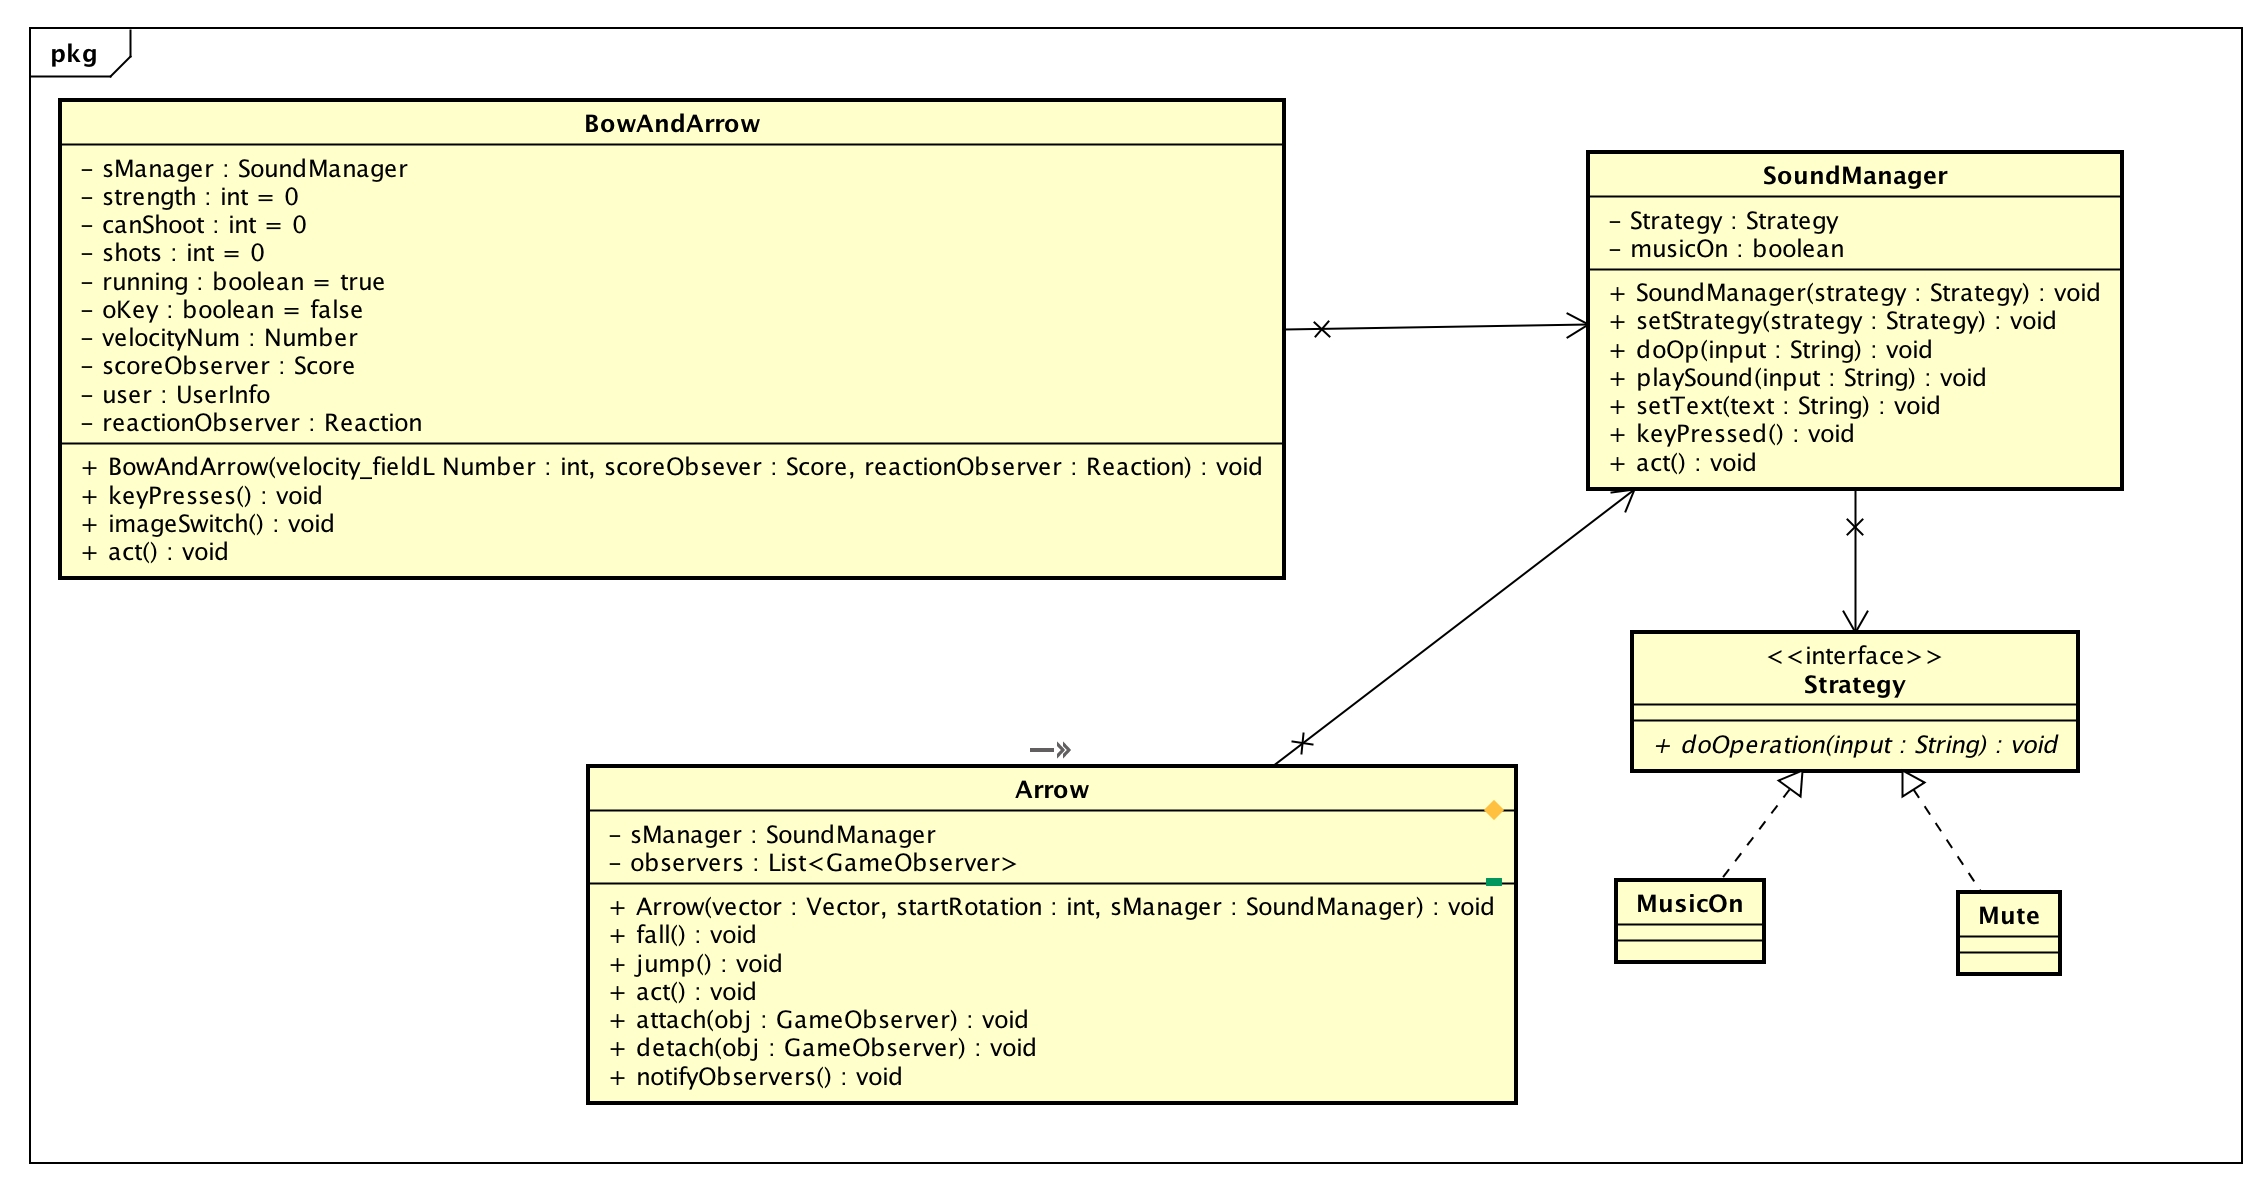 pkg
BowAndArrow
– sManager : SoundManager
– strength : int = 0
– canShoot : int = 0
– shots : int = 0
– running : boolean = true
– oKey : boolean = false
– velocityNum : Number
– scoreObserver : Score
– user : UserInfo
– reactionObserver : Reaction
+ BowAndArrow(velocity_fieldL Number : int, scoreObsever : Score, reactionObserver : Reaction) : void
+ keyPresses() : void
+ imageSwitch() : void
+ act() : void
SoundManager
– Strategy : Strategy
– musicOn : boolean
+ SoundManager(strategy : Strategy) : void
+ setStrategy(strategy : Strategy) : void
+ doOp(input : String) : void
+ playSound(input : String) : void
+ setText(text : String) : void
+ keyPressed() : void
+ act() : void
<<interface>>
Strategy
+ doOperation(input : String) : void
Arrow
– sManager : SoundManager
– observers : List<GameObserver>
+ Arrow(vector : Vector, startRotation : int, sManager : SoundManager) : void
+ fall() : void
+ jump() : void
+ act() : void
+ attach(obj : GameObserver) : void
+ detach(obj : GameObserver) : void
+ notifyObservers() : void
MusicOn
Mute